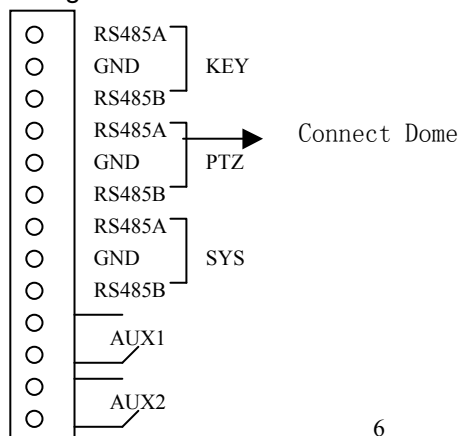 RS485A
GND KEY
RS485B
RS485A
Connect Dome
GND PTZ
RS485B
RS485A
GND SYS
RS485B
AUX1
AUX2
6